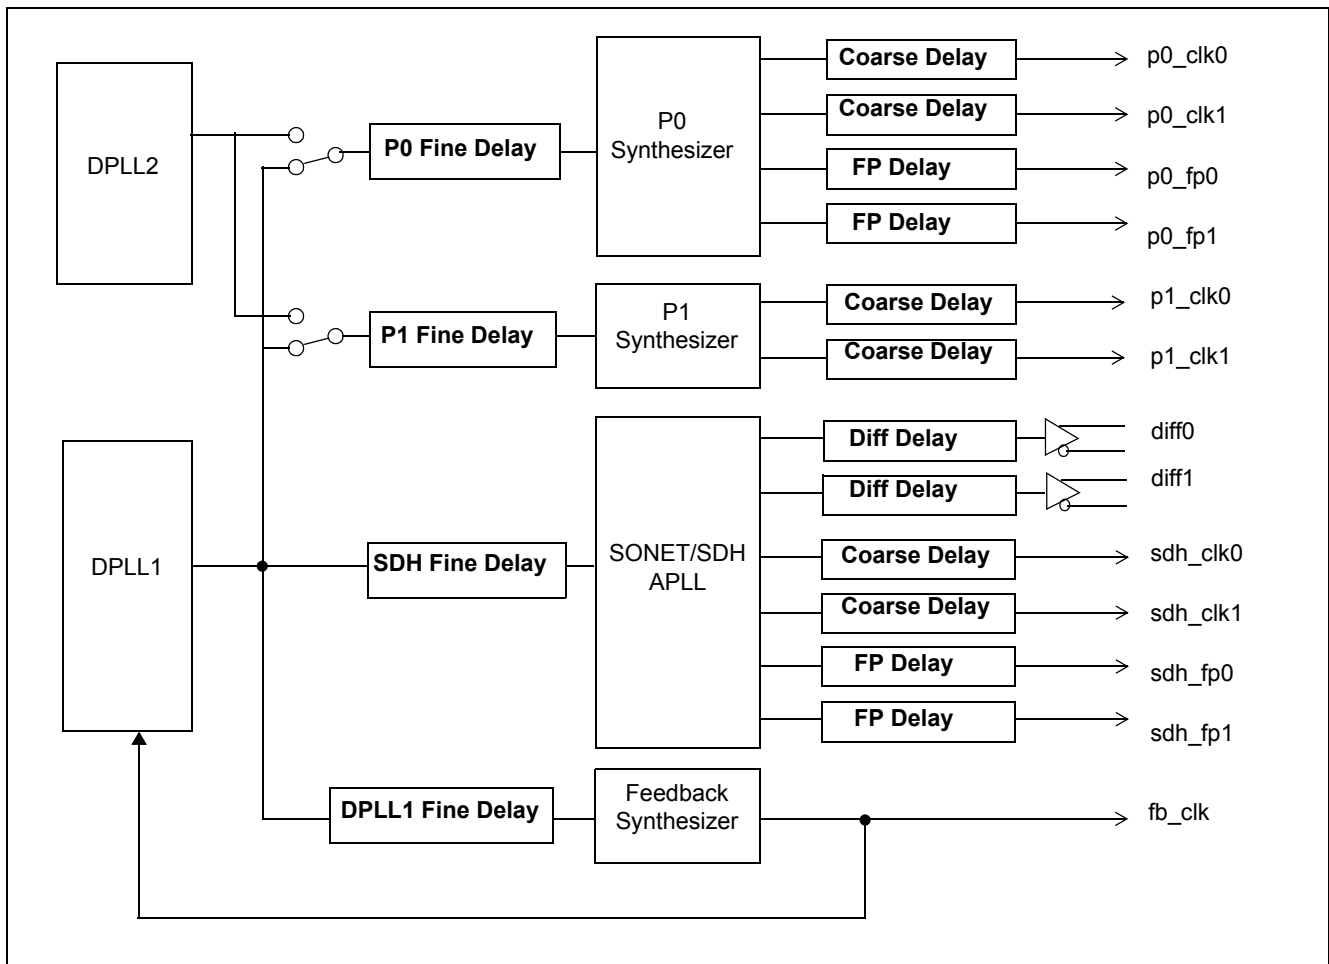 DPLL2
P0 Fine Delay
P0
Synthesizer
Coarse Delay
p0_clk0
Coarse Delay
p0_clk1
FP Delay
p0_fp0
FP Delay
p0_fp1
P1 Fine Delay
P1
Synthesizer
Coarse Delay
p1_clk0
Coarse Delay
p1_clk1
DPLL1
SDH Fine Delay
SONET/SDH
APLL
Diff Delay
diff0
Diff Delay
diff1
Coarse Delay
sdh_clk0
Coarse Delay
sdh_clk1
FP Delay
sdh_fp0
FP Delay
sdh_fp1
DPLL1 Fine Delay
Feedback
Synthesizer
fb_clk